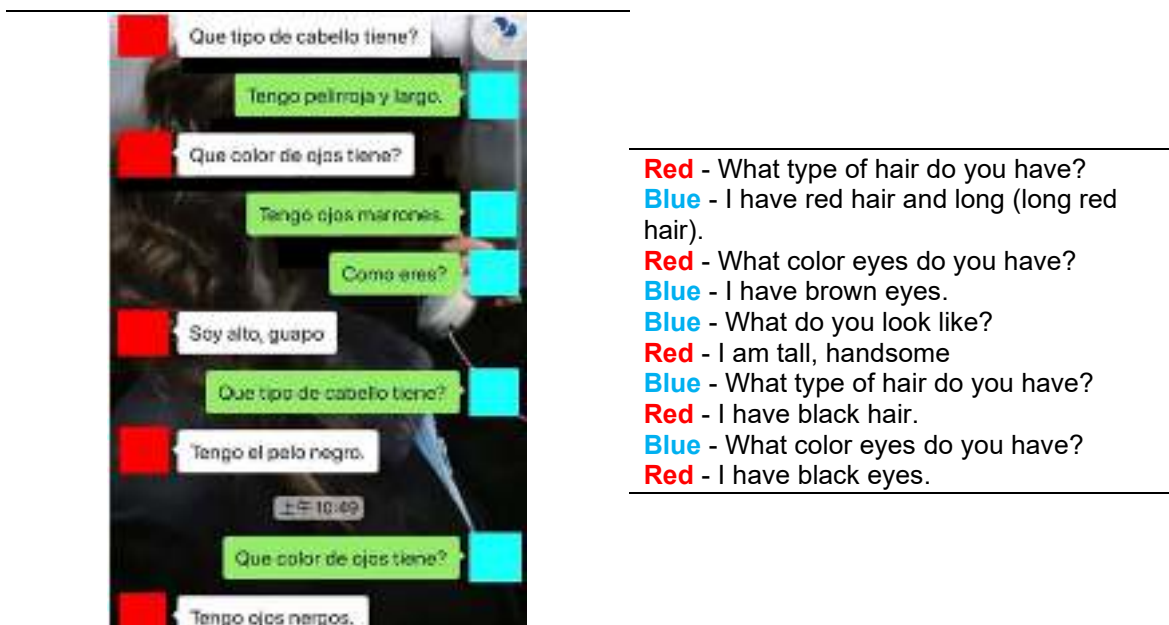 Que tipo de cabello tiene?
Tengo pelirroja y largo.
Que color de ojos tiene?
Tengo ojos marrones.
Como eres?
Soy alto, guapo
Que tipo de cabello tiene?
Tengo el pelo negro.
上午 10:49
Que color de ojos tiene?
Tengo ojos
Red - What type of hair do you have?
Blue - I have red hair and long (long red
hair).
Red - What color eyes do you have?
Blue - I have brown eyes.
Blue - What do you look like?
Red - I am tall, handsome
Blue - What type of hair do you have?
Red - I have black hair.
Blue - What color eyes do you have?
Red - I have black eyes.